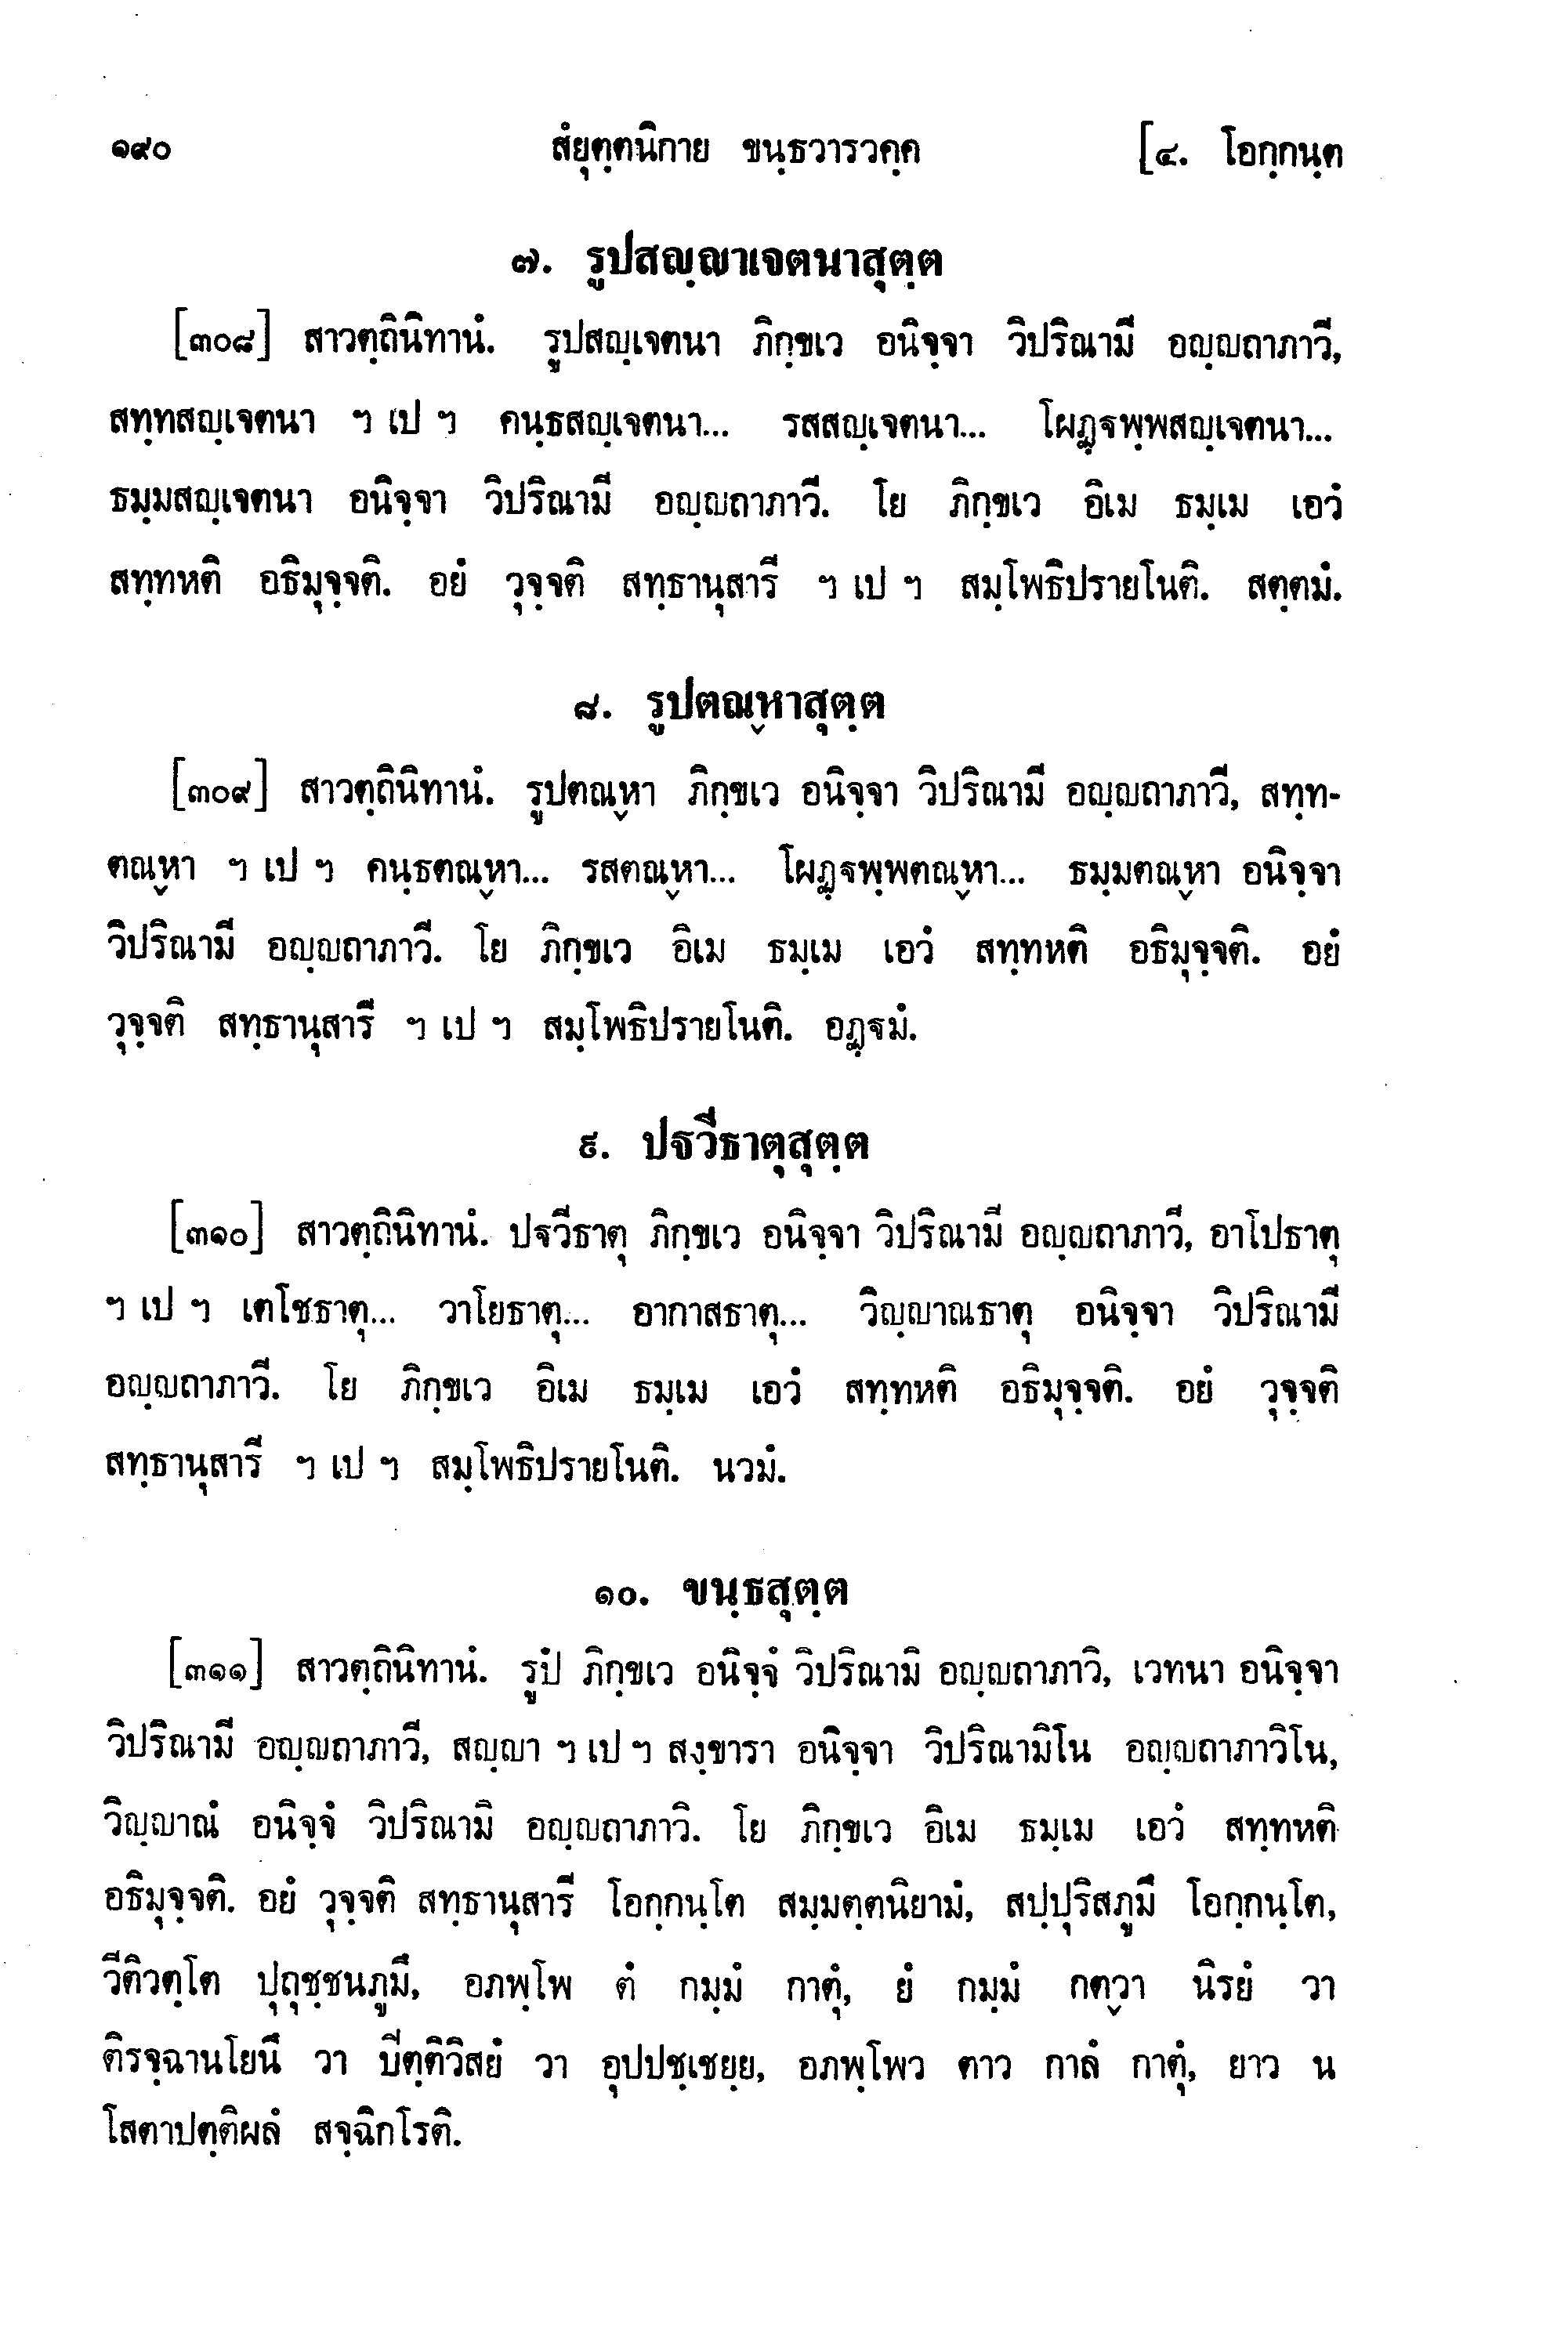 ๑๙๐ สํยุตฺตนิกาย ขนฺธวารวคฺค [๔. โอกฺกนฺต
๗. รูปสญฺญาเจตนาสุตฺต
[๓๐๘] สาวตฺถินิทานํ. รูปสญฺเจตนา ภิกฺขเว อนิจฺจา วิปริณามี อญฺญถาภาวี,
สทฺทสญฺเจตนา ฯ เป ฯ คนฺธสญฺเจตนา... รสสญฺเจตนา... โผฏฺฐพฺพสญฺเจตนา...
ธมฺมสญฺเจตนา อนิจฺจา วิปริณามี อญฺญถาภาวี. โย ภิกฺขเว อิเม ธมฺเม เอวํ
สทฺทหติ อธิมุจฺจติ. อยํ วุจฺจติ สทฺธานุสารี ฯ เป ฯ สมฺโพธิปรายโนติ. สตฺตมํ.
๘. รูปตณฺหาสุตฺต
[๓๐๙] สาวตฺถินิทานํ. รูปตณฺหา ภิกฺขเว อนิจฺจา วิปริณามี อญฺญถาภาวี, สทฺท-
ตณฺหา ฯ เป ฯ คนฺธตณฺหา... รสตณฺหา... โผฏฺฐพฺพตณฺหา... ธมฺมตณฺหา อนิจฺจา
วิปริณามี อญฺญถาภาวี. โย ภิกฺขเว อิเม ธมฺเม เอวํ สทฺทหติ อธิมุจฺจติ. อยํ
วุจฺจติ สทฺธานุสารี ฯ เป ฯ สมฺโพธิปรายโนติ. อฏฺฐมํ.
๙. ปฐวีธาตุสุตฺต
[๓๑๐] สาวตฺถินิทานํ. ปฐวีธาตุ ภิกฺขเว อนิจฺจา วิปริณามี อญฺญถาภาวี, อาโปธาตุ
ฯ เป ฯ เตโชธาตุ... วาโยธาตุ... อากาสธาตุ... วิญฺญาณธาตุ อนิจฺจา วิปริณามี
อญฺญถาภาวี. โย ภิกฺขเว อิเม ธมฺเม เอวํ สทฺทหติ อธิมุจฺจติ. อยํ วุจฺจติ
สทฺธานุสารี ฯ เป ฯ สมฺโพธิปรายโนติ. นวมํ.
๑๐. ขนฺธสุตฺต
[๓๑๑] สาวตฺถินิทานํ. รูปํ ภิกฺขเว อนิจฺจํ วิปริณามิ อญฺญถาภาวิ, เวทนา อนิจฺจา
วิปริณามี อญฺญถาภาวี, สญฺญา ฯ เป ฯ สงฺขารา อนิจฺจา วิปริณามิโน อญฺญถาภาวิโน,
วิญฺญาณํ อนิจฺจํ วิปริณามิ อญฺญถาภาวิ. โย ภิกฺขเว อิเม ธมฺเม เอวํ สทฺทหติ
อธิมุจฺจติ. อยํ วุจฺจติ สทฺธานุสารี โอกฺกนฺโต สมฺมตฺตนิยามํ, สปฺปุริสภูมึ โอกฺกนฺโต,
วีติวตฺโต ปุถุชฺชนภูมึ, อภพฺโพ ตํ กมฺมํ กาตุํ, ยํ กมฺมํ กตฺวา นิรยํ วา
ติรจฺฉานโยนึ วา ปีตฺติวิสยํ วา อุปปชฺเชยฺย, อภพฺโพว ตาว กาลํ กาตุํ, ยาว น
โสตาปตฺติผลํ สจฺฉิกโรติ.